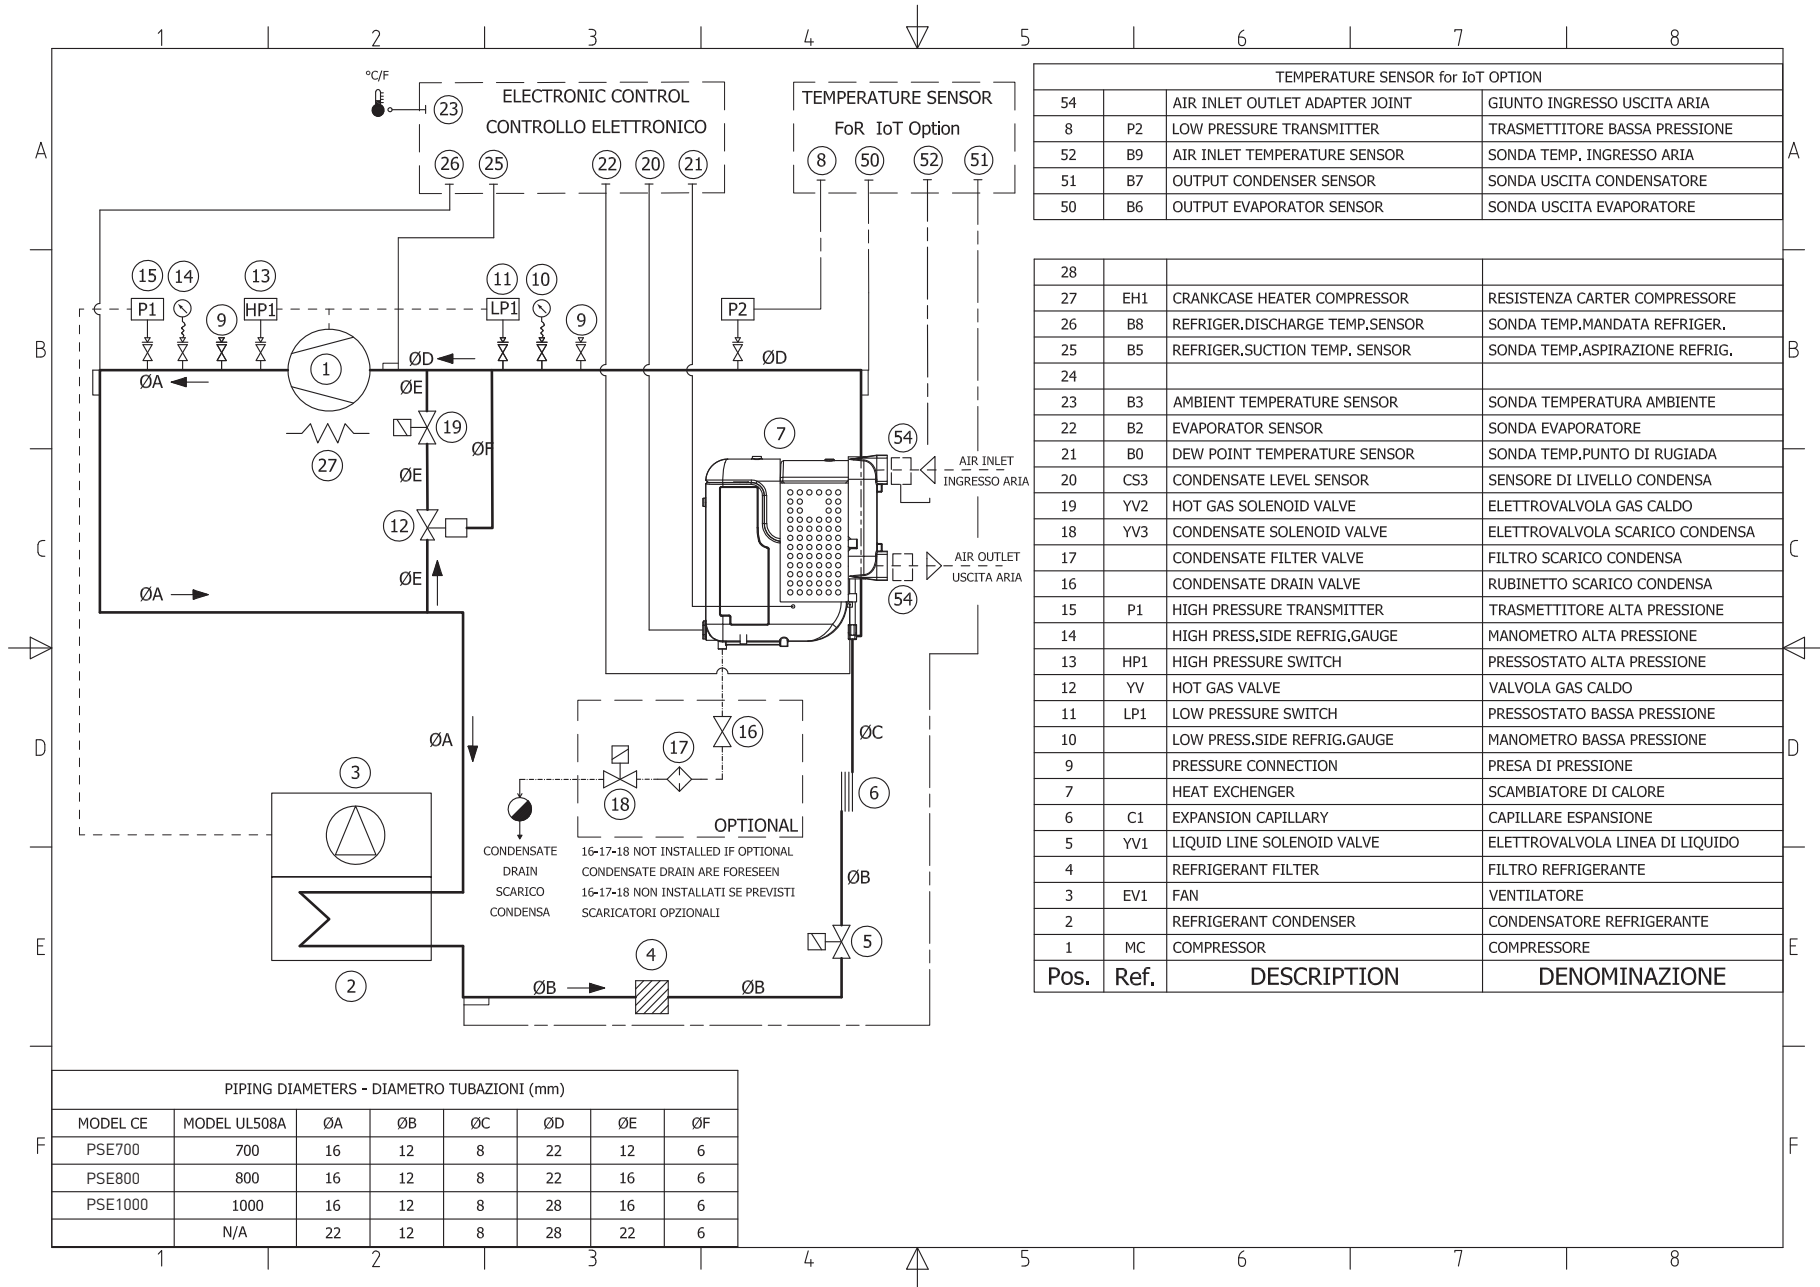 1 2 3 4 5 6 7 8
°C/F
23
ELECTRONIC CONTROL
CONTROLLO ELETTRONICO
26 25 22 20 21
TEMPERATURE SENSOR
FoR IoT Option
8 50 52 51
A
A
15 14 13 11 10
P1 9 HP1 LP1 9 P2
B
B
1
ØD
ØD
ØA
ØE
19
ØF
7
54
27
ØE
AIR INLET
INGRESSO ARIA
12
C
C
AIR OUTLET
USCITA ARIA
ØE
ØA
54
D
D
ØA
16
17
ØC
3
6
18
OPTIONAL
CONDENSATE
DRAIN
SCARICO
CONDENSA
16-17-18 NOT INSTALLED IF OPTIONAL
CONDENSATE DRAIN ARE FORESEEN
16-17-18 NON INSTALLATI SE PREVISTI
SCARICATORI OPZIONALI
ØB
E
E
5
4
2
ØB
ØB
TEMPERATURE SENSOR for IoT OPTION
54 AIR INLET OUTLET ADAPTER JOINT GIUNTO INGRESSO USCITA ARIA
8 P2 LOW PRESSURE TRANSMITTER TRASMETTITORE BASSA PRESSIONE
52 B9 AIR INLET TEMPERATURE SENSOR SONDA TEMP. INGRESSO ARIA
51 B7 OUTPUT CONDENSER SENSOR SONDA USCITA CONDENSATORE
50 B6 OUTPUT EVAPORATOR SENSOR SONDA USCITA EVAPORATORE
28
27 EH1 CRANKCASE HEATER COMPRESSOR RESISTENZA CARTER COMPRESSORE
26 B8 REFRIGER.DISCHARGE TEMP.SENSOR SONDA TEMP.MANDATA REFRIGER.
25 B5 REFRIGER.SUCTION TEMP. SENSOR SONDA TEMP.ASPIRAZIONE REFRIG.
24
23 B3 AMBIENT TEMPERATURE SENSOR SONDA TEMPERATURA AMBIENTE
22 B2 EVAPORATOR SENSOR SONDA EVAPORATORE
21 B0 DEW POINT TEMPERATURE SENSOR SONDA TEMP.PUNTO DI RUGIADA
20 CS3 CONDENSATE LEVEL SENSOR SENSORE DI LIVELLO CONDENSA
19 YV2 HOT GAS SOLENOID VALVE ELETTROVALVOLA GAS CALDO
18 YV3 CONDENSATE SOLENOID VALVE ELETTROVALVOLA SCARICO CONDENSA
17 CONDENSATE FILTER VALVE FILTRO SCARICO CONDENSA
16 CONDENSATE DRAIN VALVE RUBINETTO SCARICO CONDENSA
15 P1 HIGH PRESSURE TRANSMITTER TRASMETTITORE ALTA PRESSIONE
14 HIGH PRESS.SIDE REFRIG.GAUGE MANOMETRO ALTA PRESSIONE
13 HP1 HIGH PRESSURE SWITCH PRESSOSTATO ALTA PRESSIONE
12 YV HOT GAS VALVE VALVOLA GAS CALDO
11 LP1 LOW PRESSURE SWITCH PRESSOSTATO BASSA PRESSIONE
10 LOW PRESS.SIDE REFRIG.GAUGE MANOMETRO BASSA PRESSIONE
9 PRESSURE CONNECTION PRESA DI PRESSIONE
7 HEAT EXCHENGER SCAMBIATORE DI CALORE
6 C1 EXPANSION CAPILLARY CAPILLARE ESPANSIONE
5 YV1 LIQUID LINE SOLENOID VALVE ELETTROVALVOLA LINEA DI LIQUIDO
4 REFRIGERANT FILTER FILTRO REFRIGERANTE
3 EV1 FAN VENTILATORE
2 REFRIGERANT CONDENSER CONDENSATORE REFRIGERANTE
1 MC COMPRESSOR COMPRESSORE
Pos. Ref. DESCRIPTION DENOMINAZIONE
PIPING DIAMETERS - DIAMETRO TUBAZIONI (mm)
MODEL CE MODEL UL508A ØA ØB ØC ØD ØE ØF
PSE700 700 16 12 8 22 12 6
PSE800 800 16 12 8 22 16 6
PSE1000 1000 16 12 8 28 16 6
N/A 22 12 8 28 22 6
F
F
1 2 3 4 5 6 7 8